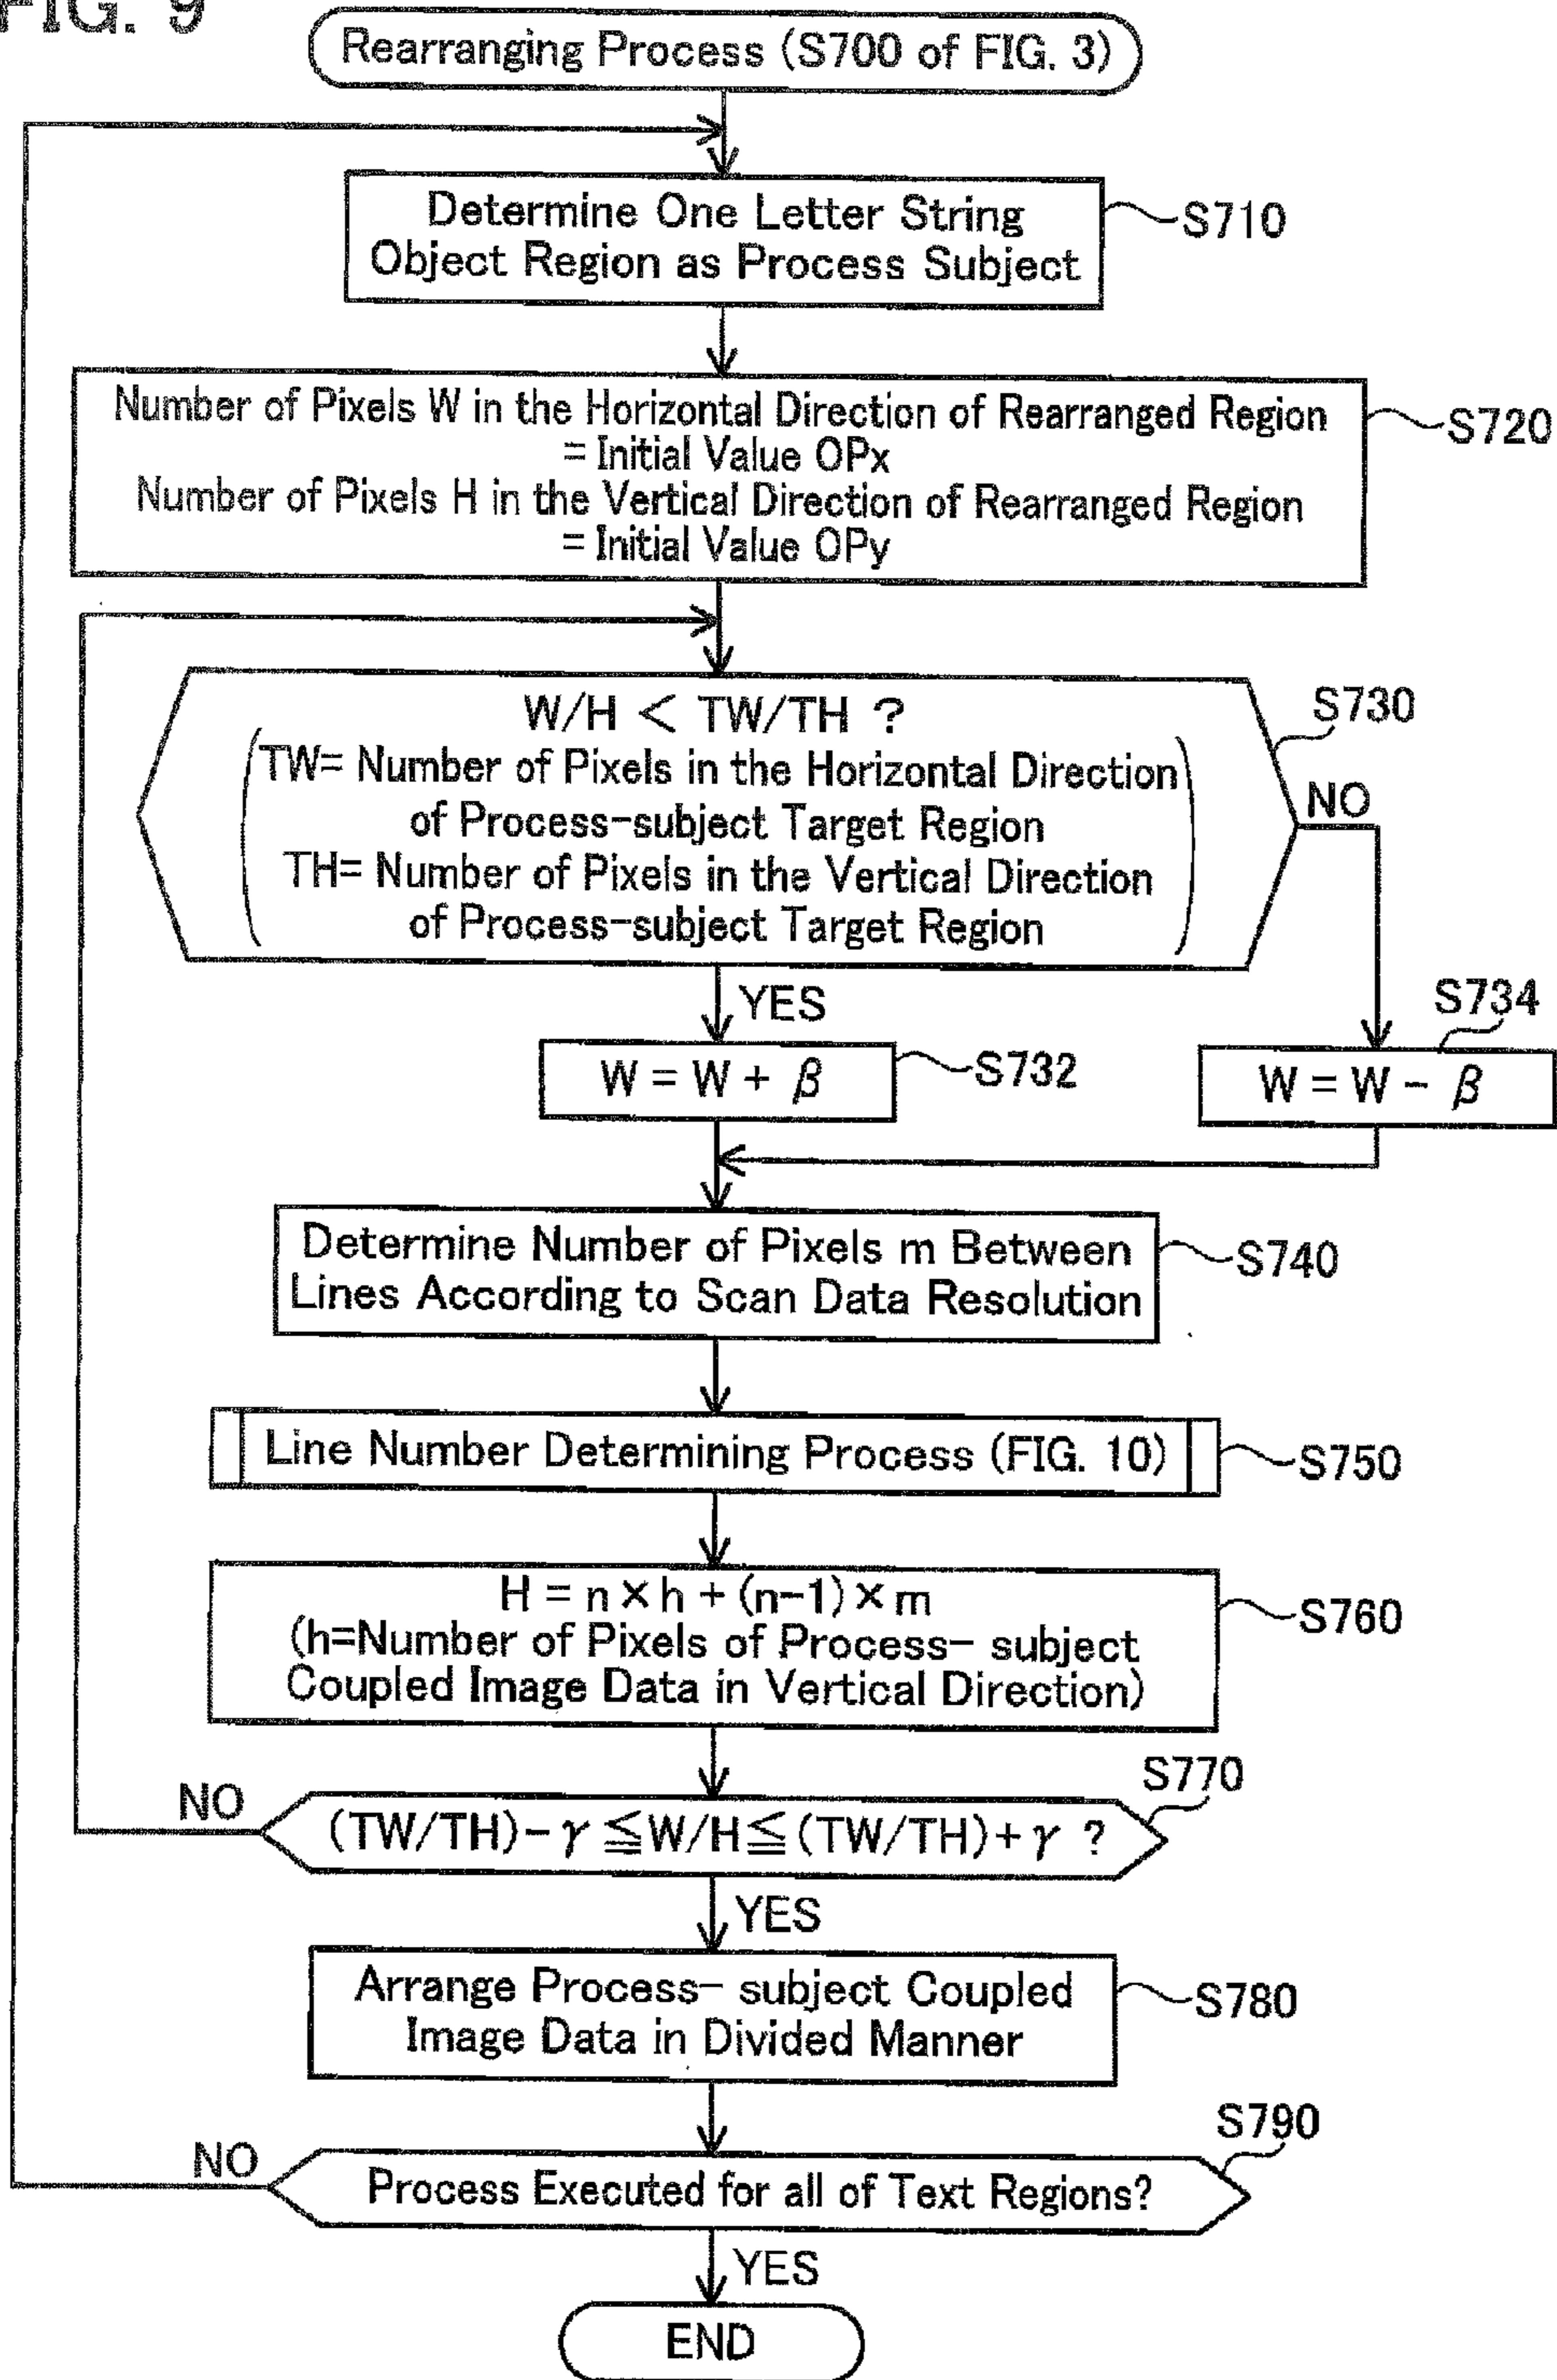 FIG. 9
Rearranging Process (S700 of FIG. 3)
Determine One Letter String
Object Region as Process Subject
S710
Number of Pixels W in the Horizontal Direction of Rearranged Region
= Initial Value OPx
Number of Pixels H in the Vertical Direction of Rearranged Region
= Initial Value OPy
S720
W/H < TW/TH ?
(TW= Number of Pixels in the Horizontal Direction
of Process-subject Target Region
TH= Number of Pixels in the Vertical Direction
of Process-subject Target Region)
S730
NO
YES
W = W + β
S732
S734
W = W - β
Determine Number of Pixels m Between
Lines According to Scan Data Resolution
S740
Line Number Determining Process (FIG. 10)
S750
H = n × h + (n-1) × m
(h=Number of Pixels of Process- subject
Coupled Image Data in Vertical Direction)
S760
S770
NO
(TW/TH)- γ ≦ W/H ≦ (TW/TH)+ γ ?
YES
Arrange Process- subject Coupled
Image Data in Divided Manner
S780
S790
NO
Process Executed for all of Text Regions?
YES
END